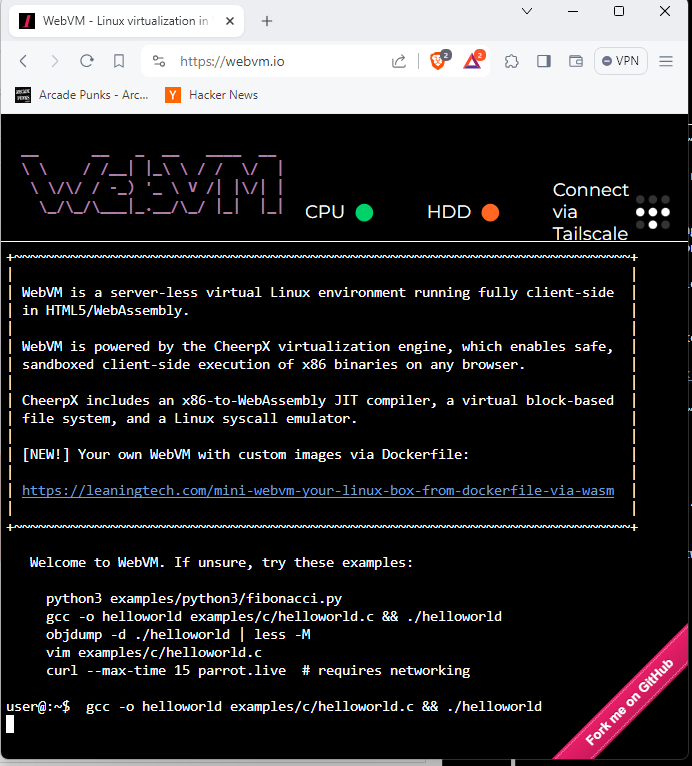 WebVM - Linux virtualization in
https://webvm.io
2
2
VPN
Arcade Punks - Arc...
Hacker News
WebVM
CPU
HDD
Connect
via
Tailscale
WebVM is a server-less virtual Linux environment running fully client-side
in HTML5/WebAssembly.
WebVM is powered by the CheerpX virtualization engine, which enables safe,
sandboxed client-side execution of x86 binaries on any browser.
CheerpX includes an x86-to-WebAssembly JIT compiler, a virtual block-based
file system, and a Linux syscall emulator.
[NEW!] Your own WebVM with custom images via Dockerfile:
https://leaningtech.com/mini-webvm-your-linux-box-from-dockerfile-via-wasm
Welcome to WebVM. If unsure, try these examples:
python3 examples/python3/fibonacci.py
gcc -o helloworld examples/c/helloworld.c && ./helloworld
objdump -d ./helloworld | less -M
vim examples/c/helloworld.c
curl --max-time 15 parrot.live  # requires networking
user@:~$  gcc -o helloworld examples/c/helloworld.c && ./helloworld
Fork me on GitHub